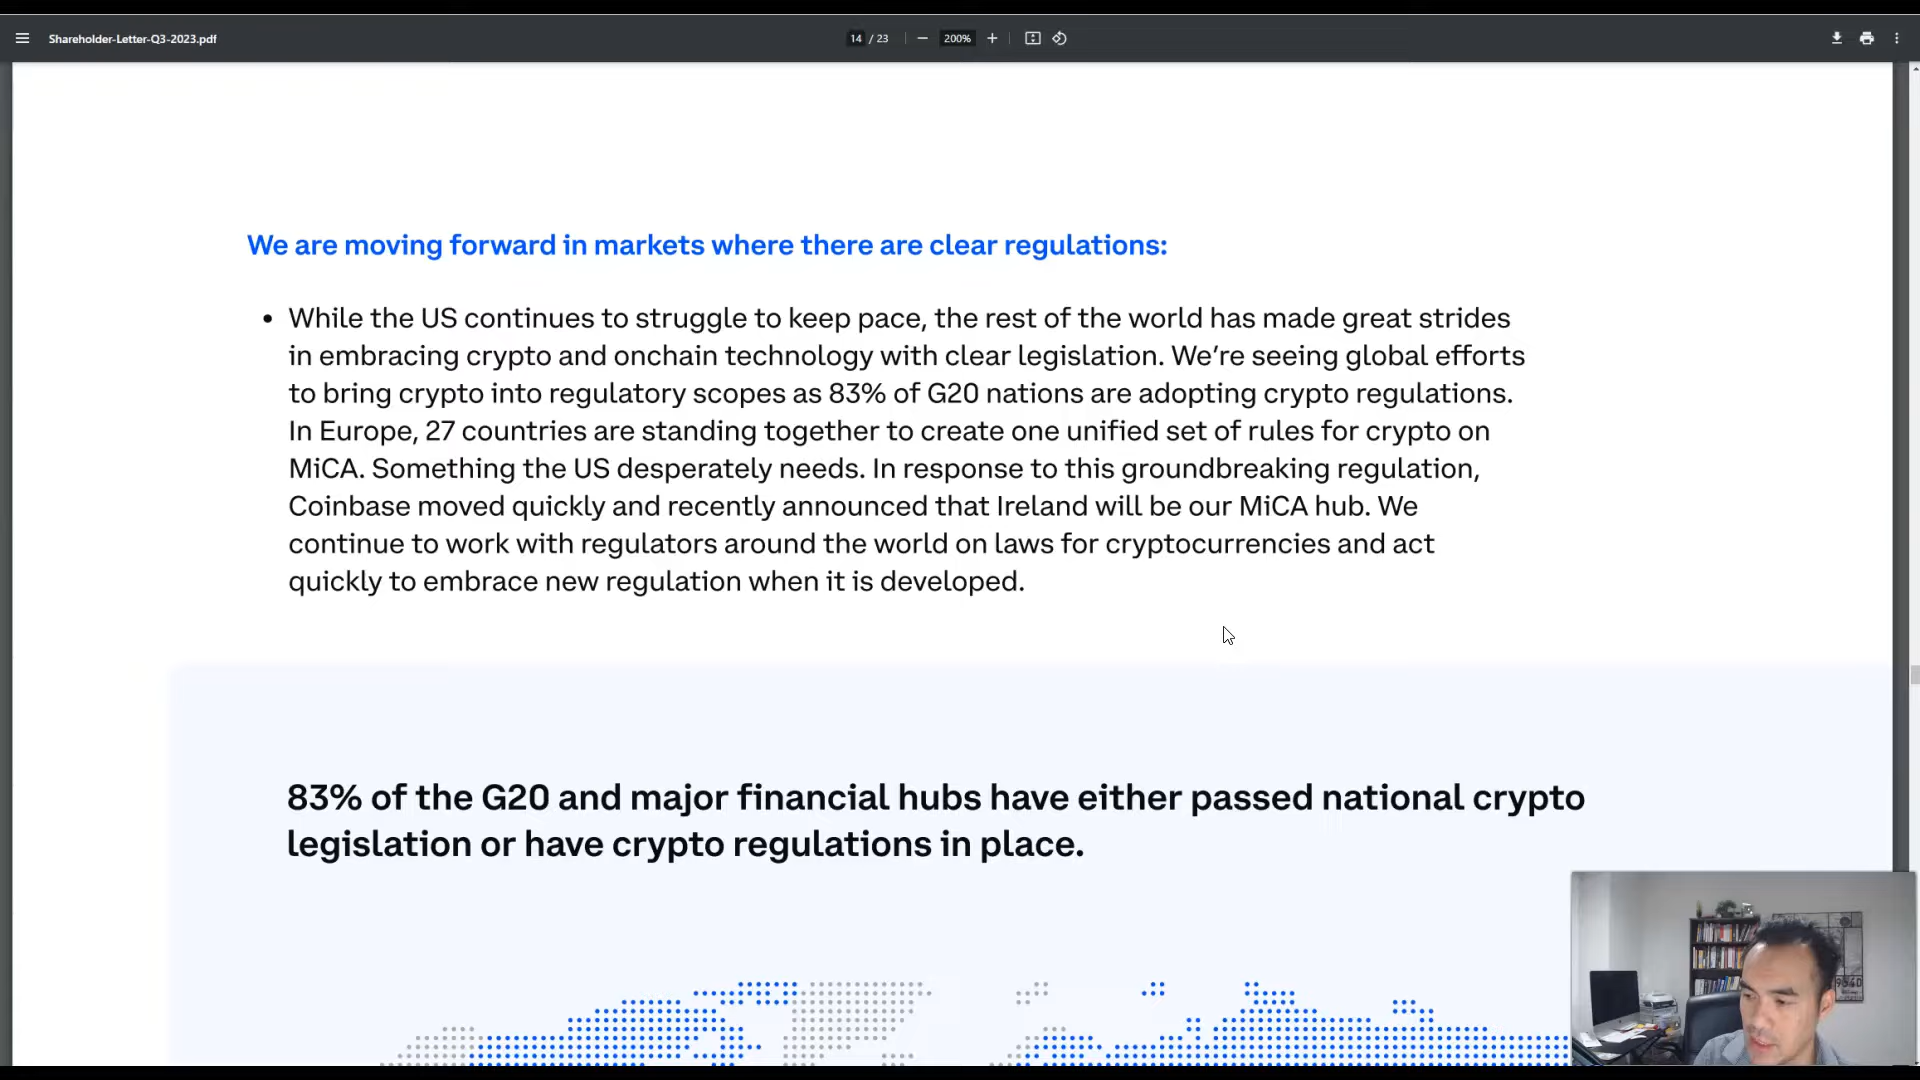 Shareholder-Letter-Q3-2023.pdf
14 / 23
200%
We are moving forward in markets where there are clear regulations:
• While the US continues to struggle to keep pace, the rest of the world has made great strides
in embracing crypto and onchain technology with clear legislation. We’re seeing global efforts
to bring crypto into regulatory scopes as 83% of G20 nations are adopting crypto regulations.
In Europe, 27 countries are standing together to create one unified set of rules for crypto on
MiCA. Something the US desperately needs. In response to this groundbreaking regulation,
Coinbase moved quickly and recently announced that Ireland will be our MiCA hub. We
continue to work with regulators around the world on laws for cryptocurrencies and act
quickly to embrace new regulation when it is developed.
83% of the G20 and major financial hubs have either passed national crypto
legislation or have crypto regulations in place.